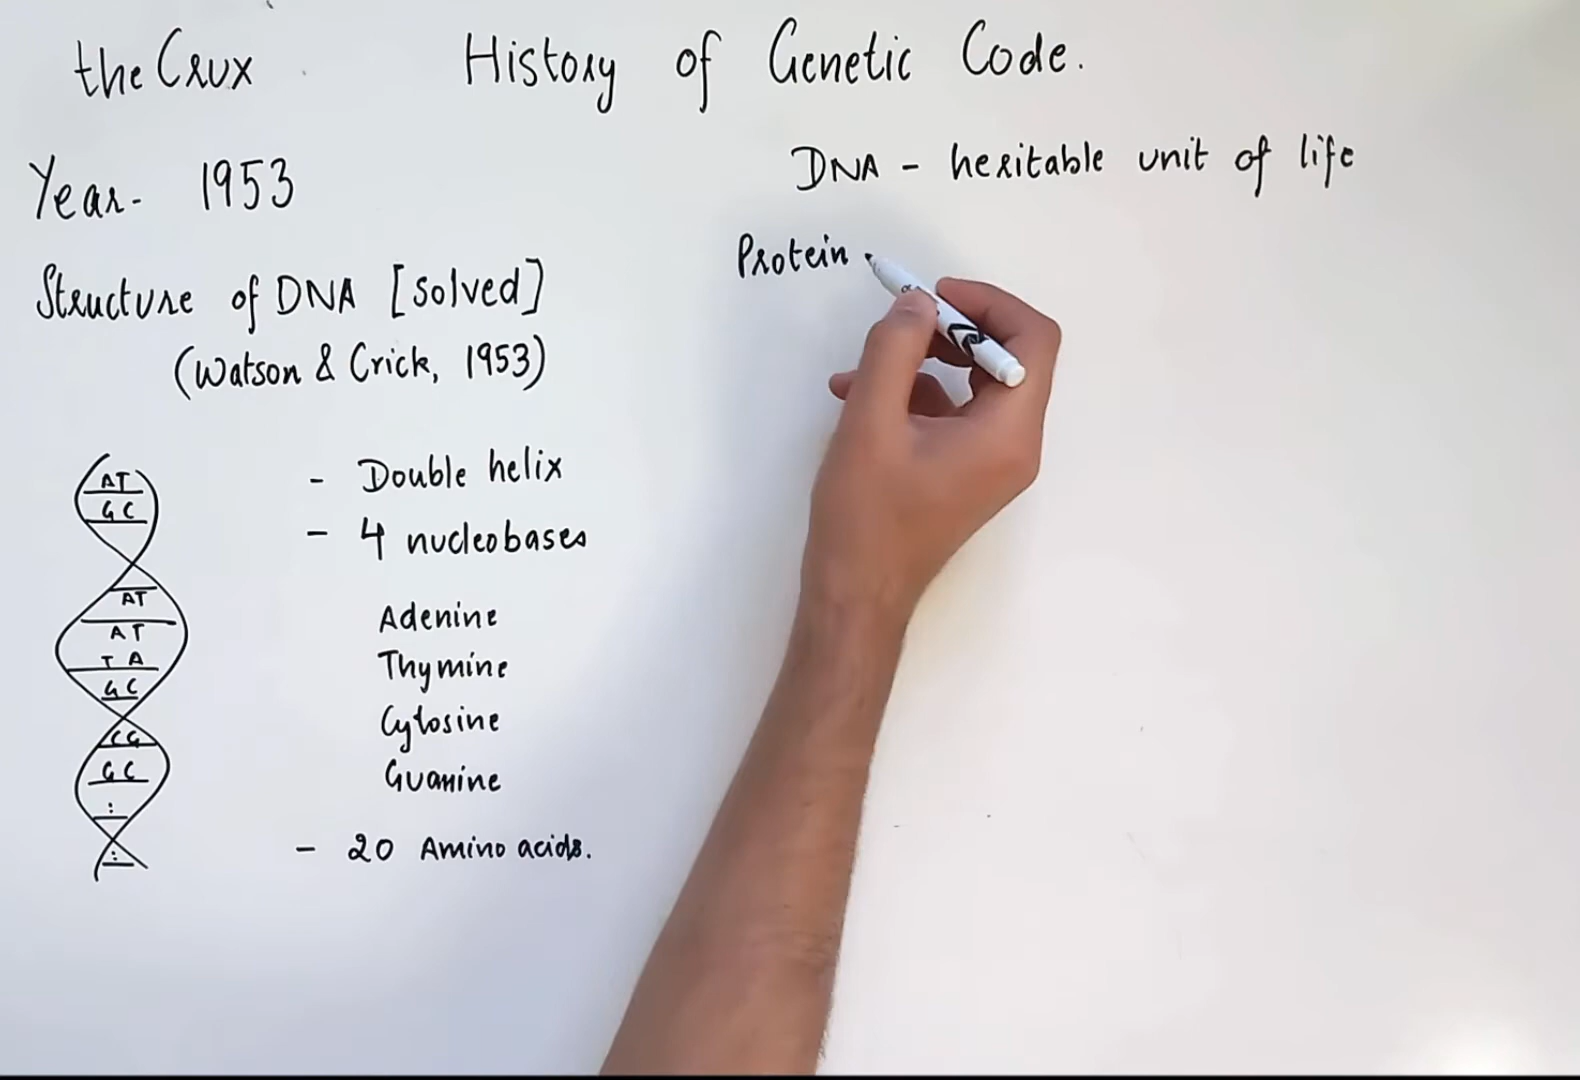 the Crux
History of Genetic Code.
Year- 1953
Structure of DNA [solved]
(Watson & Crick, 1953)
AT
GC
AT
AT
TA
GC
CG
GC
:
:
- Double helix
- 4 nucleobases
Adenine
Thymine
Cytosine
Guanine
- 20 Amino acids.
DNA - heritable unit of life
Protein